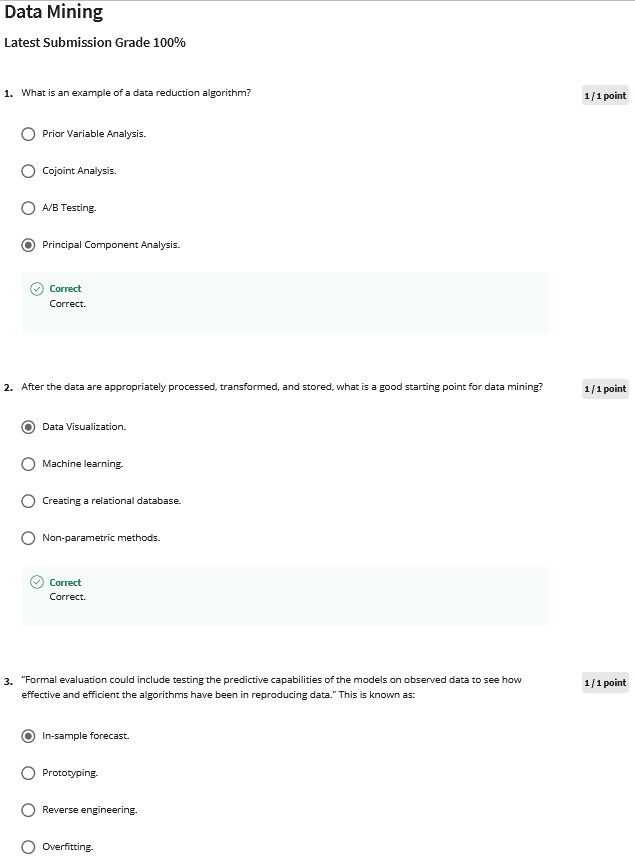 Data Mining
Latest Submission Grade 100%
1. What is an example of a data reduction algorithm?
1 / 1 point
Prior Variable Analysis.
Cojoint Analysis.
A/B Testing.
Principal Component Analysis.
Correct
Correct.
2. After the data are appropriately processed, transformed, and stored, what is a good starting point for data mining?
1 / 1 point
Data Visualization.
Machine learning.
Creating a relational database.
Non-parametric methods.
Correct
Correct.
3. "Formal evaluation could include testing the predictive capabilities of the models on observed data to see how
1 / 1 point
effective and efficient the algorithms have been in reproducing data." This is known as:
In-sample forecast.
Prototyping.
Reverse engineering.
Overfitting.